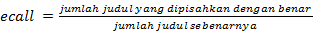 ecall = jumlah judul yang dipisahkan dengan benar
jumlah judul sebenarnya